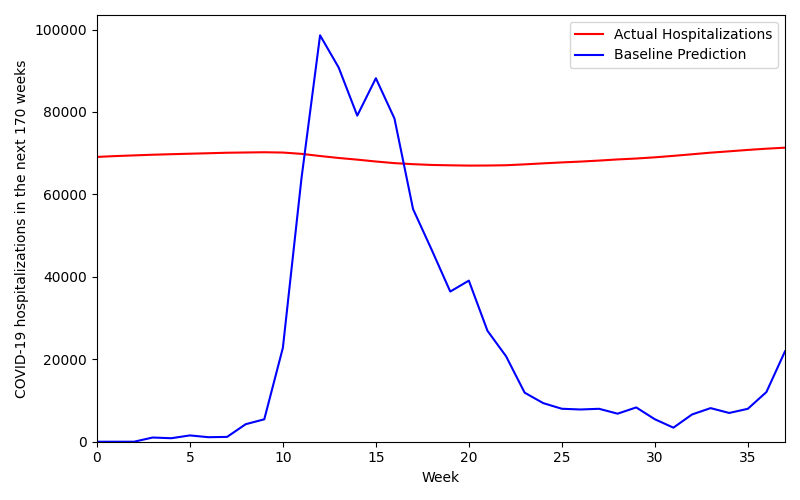 100000
80000
60000
40000
20000
0
0 5 10 15 20 25 30 35
Week
COVID-19 hospitalizations in the next 170 weeks
Actual Hospitalizations
Baseline Prediction